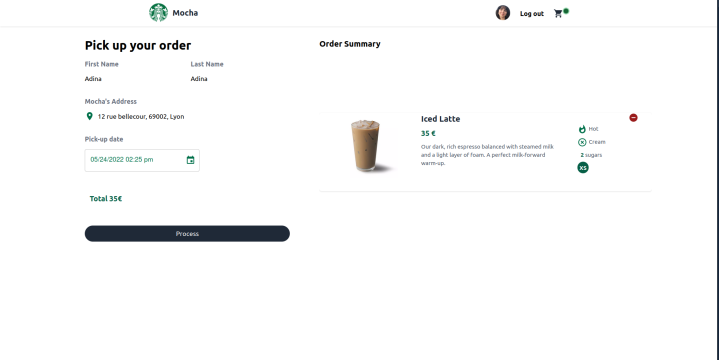 Mocha
Log out
Pick up your order
First Name
Last Name
Adina
Adina
Mocha's Address
12 rue bellecour, 69002, Lyon
Pick-up date
05/24/2022 02:25 pm
Total 35€
Process
Order Summary
Iced Latte
35 €
Our dark, rich espresso balanced with steamed milk
and a light layer of foam. A perfect milk-forward
warm-up.
Hot
Cream
2 sugars
XS